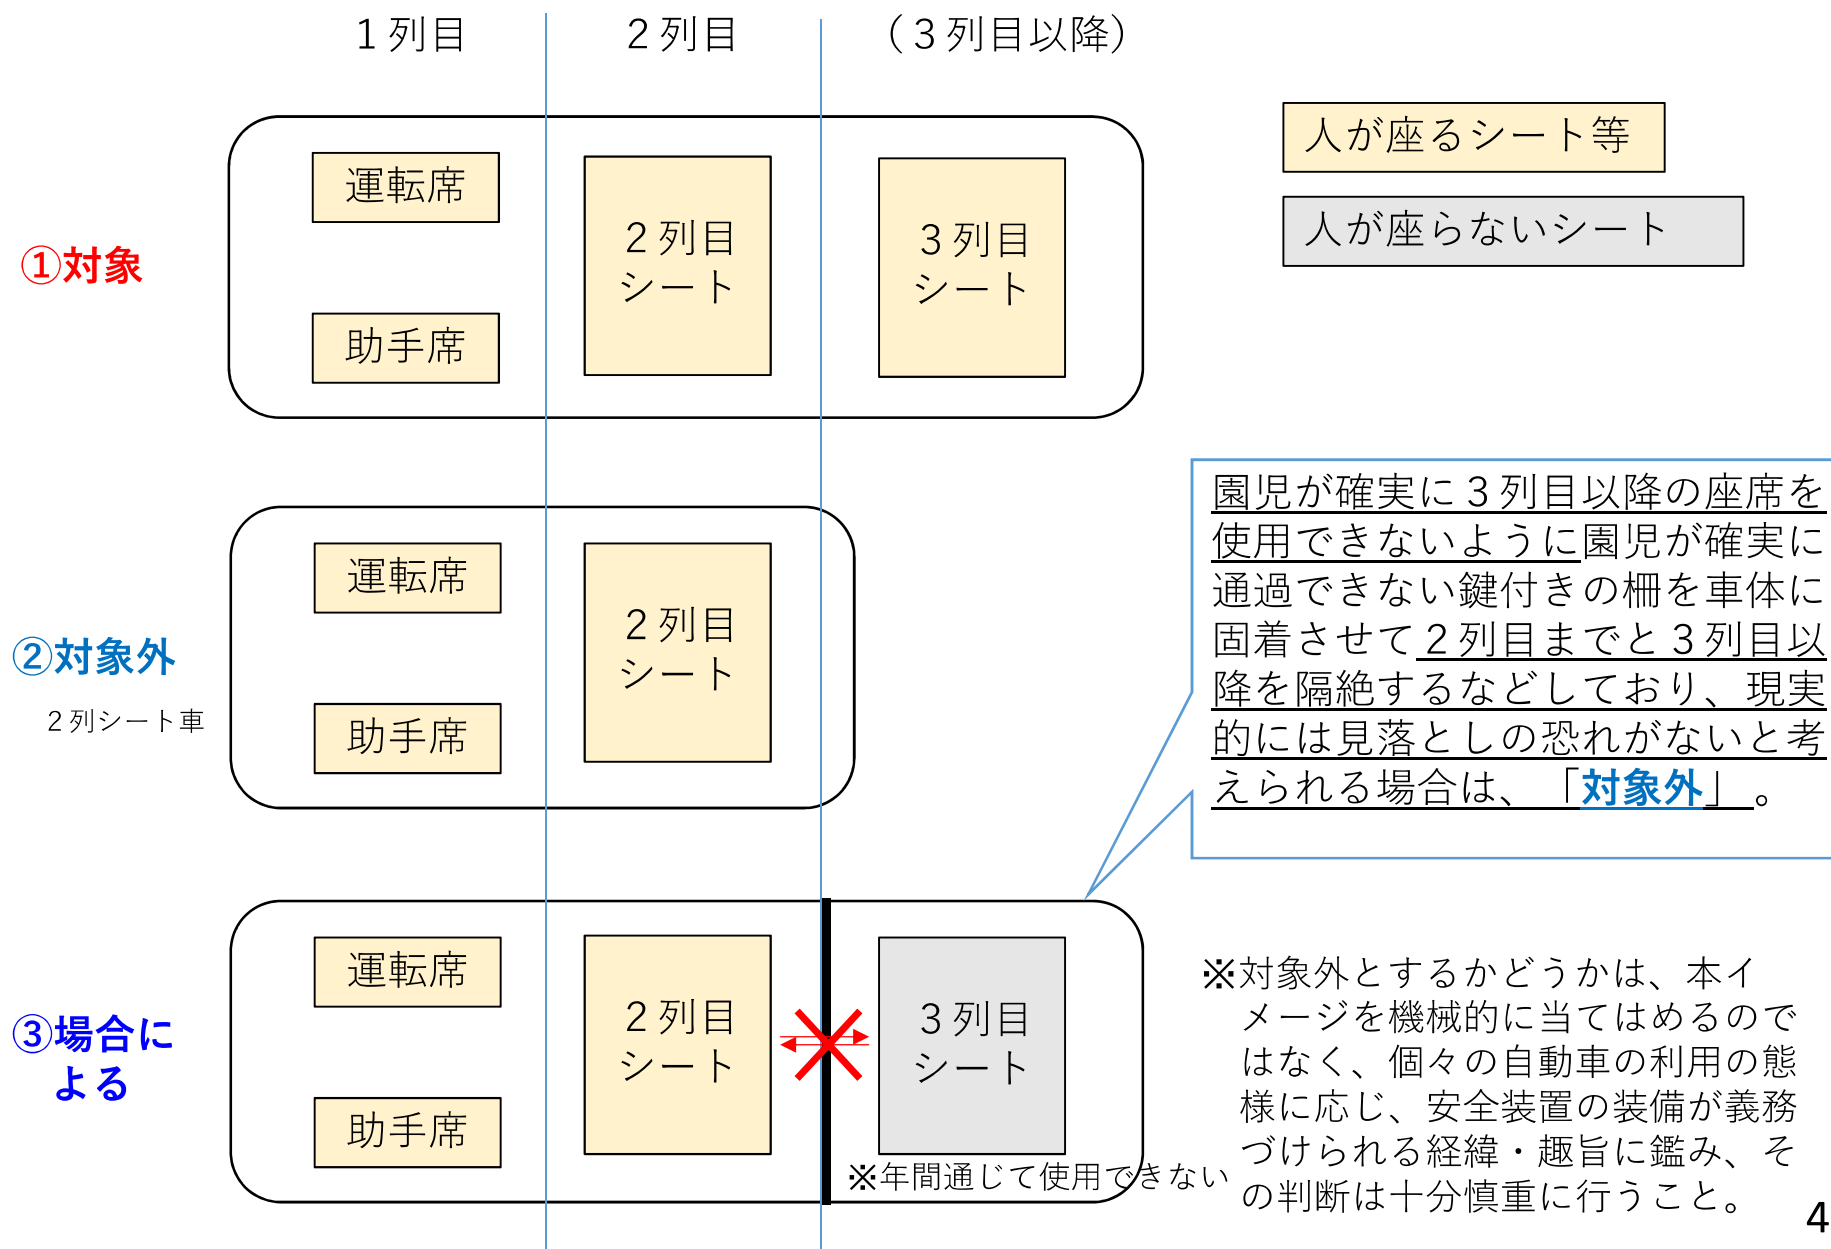 1列目
2列目
（3列目以降）
人が座るシート等
人が座らないシート
①対象
運転席
助手席
2列目
シート
3列目
シート
②対象外
2列シート車
運転席
助手席
2列目
シート
園児が確実に3列目以降の座席を
使用できないように園児が確実に
通過できない鍵付きの柵を車体に
固着させて2列目までと3列目以
降を隔絶するなどしており、現実
的には見落としの恐れがないと考
えられる場合は、「対象外」。
③場合に
よる
運転席
助手席
2列目
シート
3列目
シート
※年間通じて使用できない
※対象外とするかどうかは、本イ
メージを機械的に当てはめるので
はなく、個々の自動車の利用の態
様に応じ、安全装置の装備が義務
づけられる経緯・趣旨に鑑み、そ
の判断は十分慎重に行うこと。
4